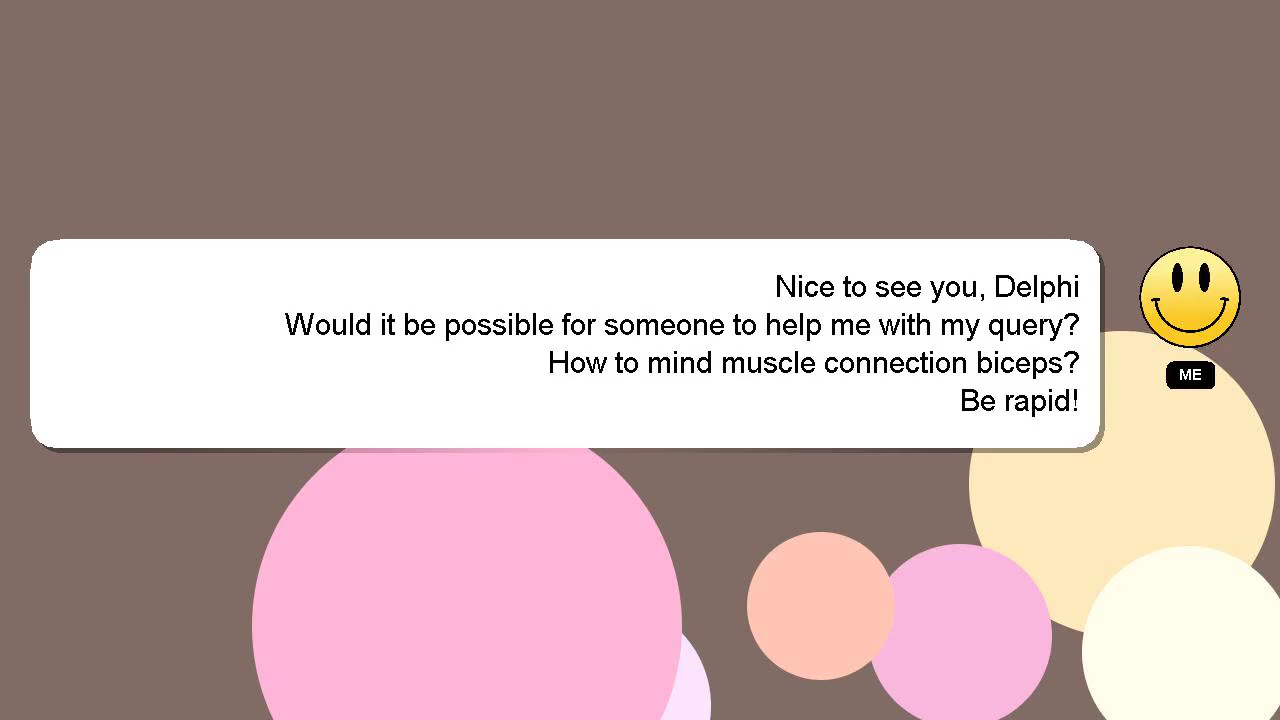 Nice to see you, Delphi
Would it be possible for someone to help me with my query?
How to mind muscle connection biceps?
Be rapid!
ME